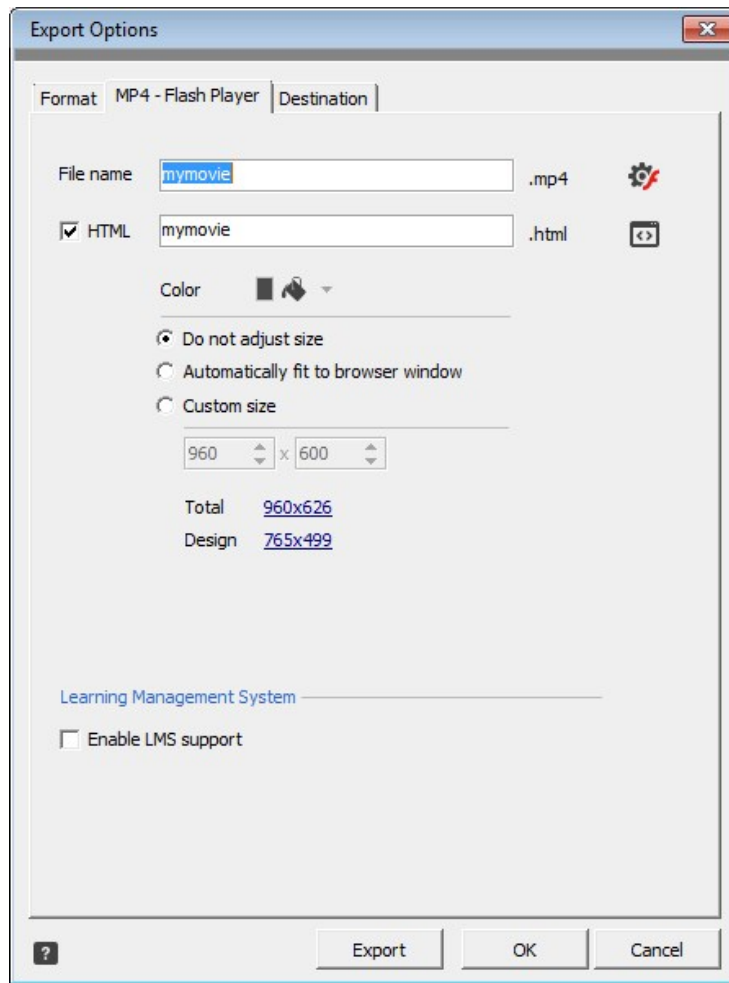 Export Options
Format MP4 - Flash Player Destination
File name mymovie .mp4
HTML mymovie .html
Color
Do not adjust size
Automatically fit to browser window
Custom size
960 x 600
Total 960x626
Design 765x499
Learning Management System
Enable LMS support
? Export OK Cancel